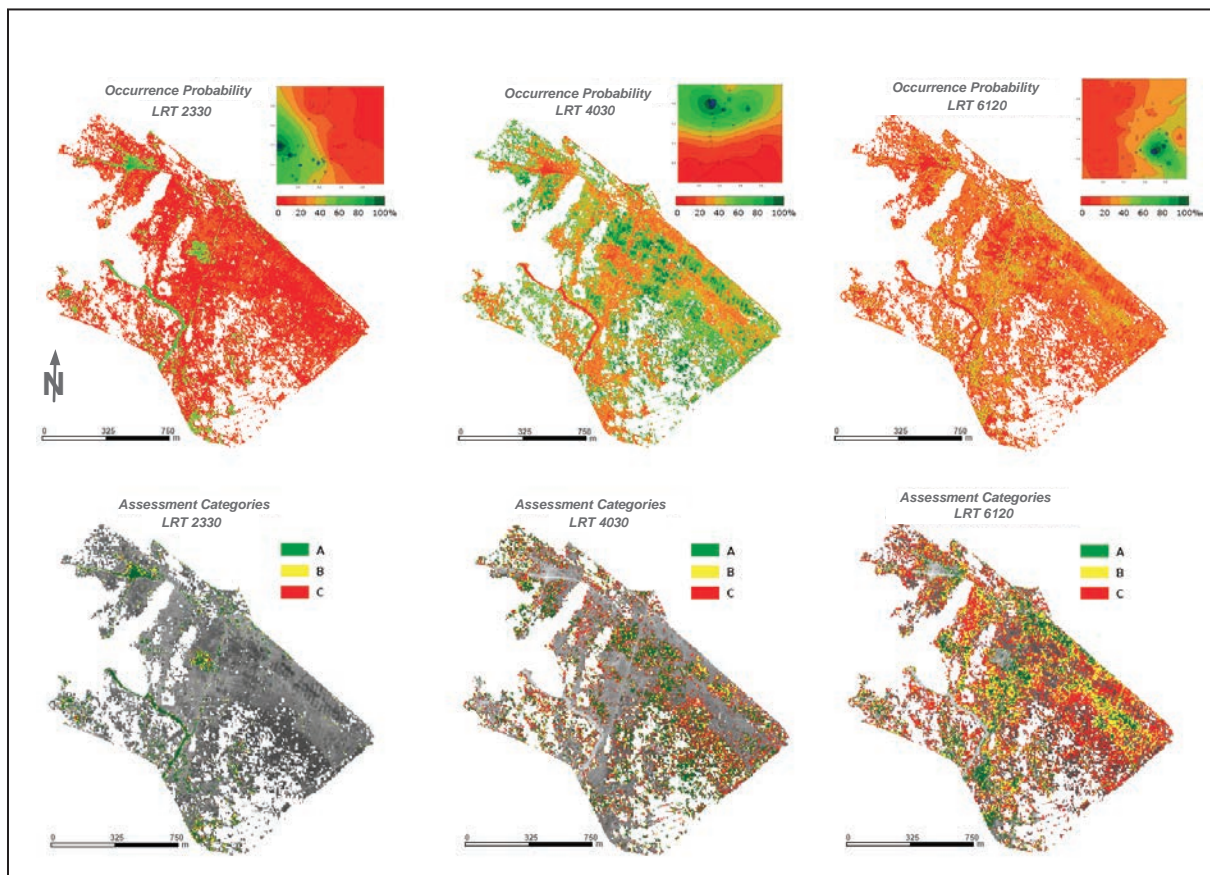 Occurrence Probability
LRT 2330
0 20 40 60 80 100%
Occurrence Probability
LRT 4030
0 20 40 60 80 100%
Occurrence Probability
LRT 6120
0 20 40 60 80 100%
N
0 325 750 m
0 325 750 m
0 325 750 m
Assessment Categories
LRT 2330
A
B
C
Assessment Categories
LRT 4030
A
B
C
Assessment Categories
LRT 6120
A
B
C
0 325 750 m
0 325 750 m
0 325 750 m